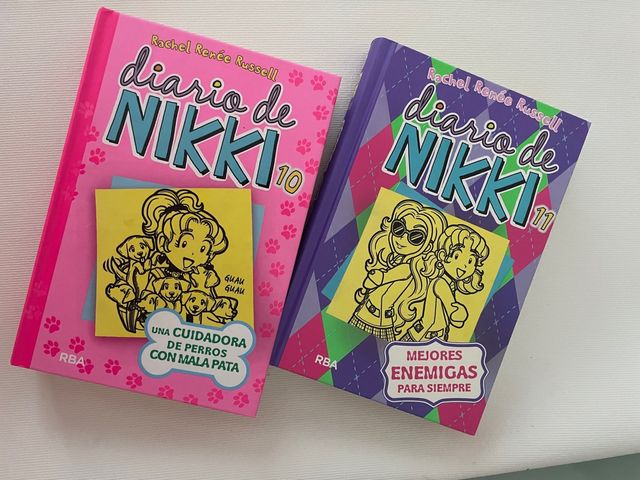 Rachel Renée Russell
diario de
NIKKI 10
GUAU
GUAU
UNA CUIDADORA
DE PERROS
CON MALA PATA
RBA
Rachel Renée Russell
diario de
NIKKI 11
MEJORES
ENEMIGAS
PARA SIEMPRE
RBA